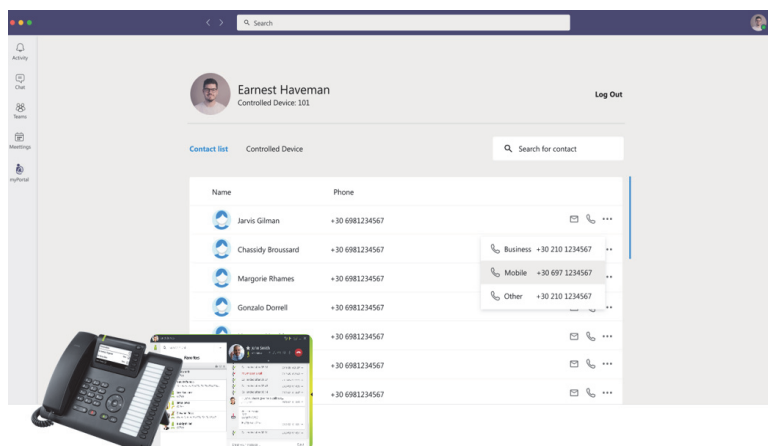 Search
Activity
Chat
Teams
Meetings
myPortal
Earnest Haveman
Controlled Device: 101
Log Out
Contact list Controlled Device
Search for contact
Name Phone
Jarvis Gilman +30 6981234567
Chassidy Broussard +30 6981234567
Margorie Rhames +30 6981234567
Gonzalo Dorrell +30 6981234567
Business +30 210 1234567
Mobile +30 697 1234567
Other +30 210 1234567
+30 6981234567
+30 6981234567
+30 6981234567